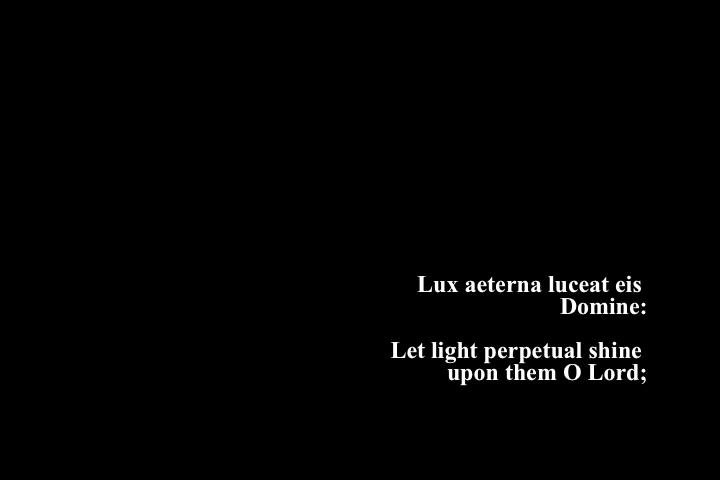 Lux aeterna luceat eis
Domine:
Let light perpetual shine
upon them O Lord;